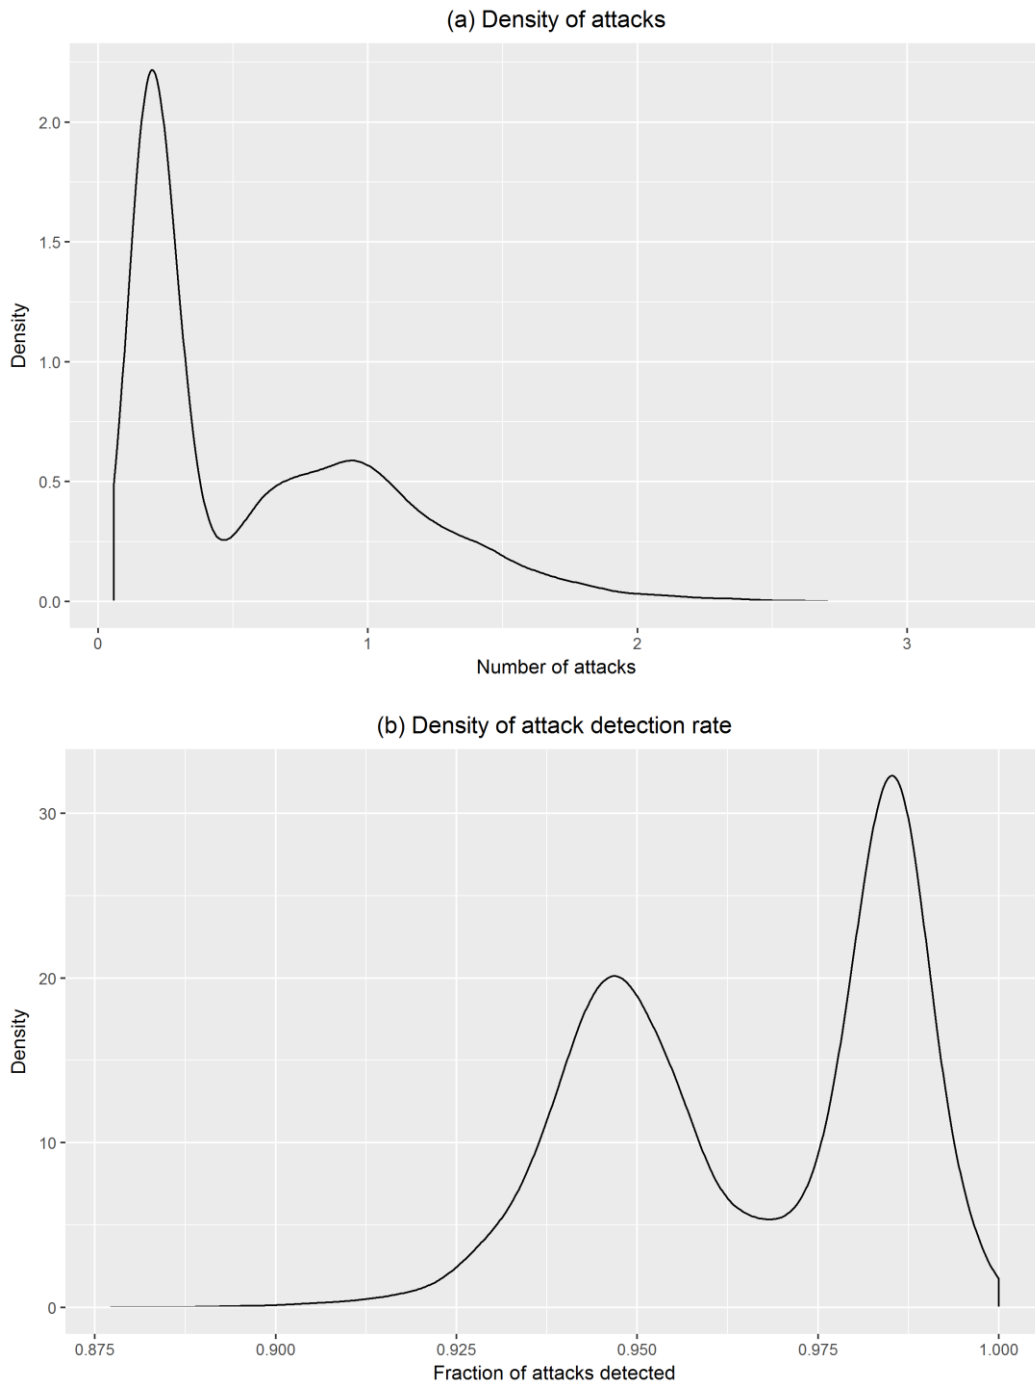 (a) Density of attacks
2.0
1.5
1.0
0.5
0.0
Density
0 1 2 3
Number of attacks
(b) Density of attack detection rate
30
20
10
0
Density
0.875 0.900 0.925 0.950 0.975 1.000
Fraction of attacks detected